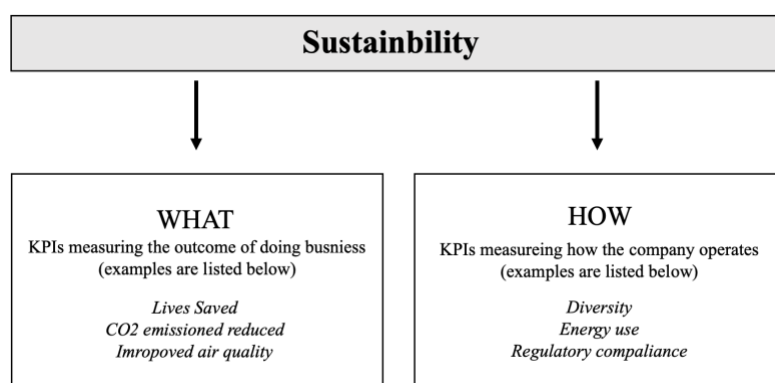 Sustainbility
WHAT
KPIs measuring the outcome of doing busniess
(examples are listed below)
Lives Saved
CO2 emissioned reduced
Imropoved air quality
HOW
KPIs measureing how the company operates
(examples are listed below)
Diversity
Energy use
Regulatory compaliance